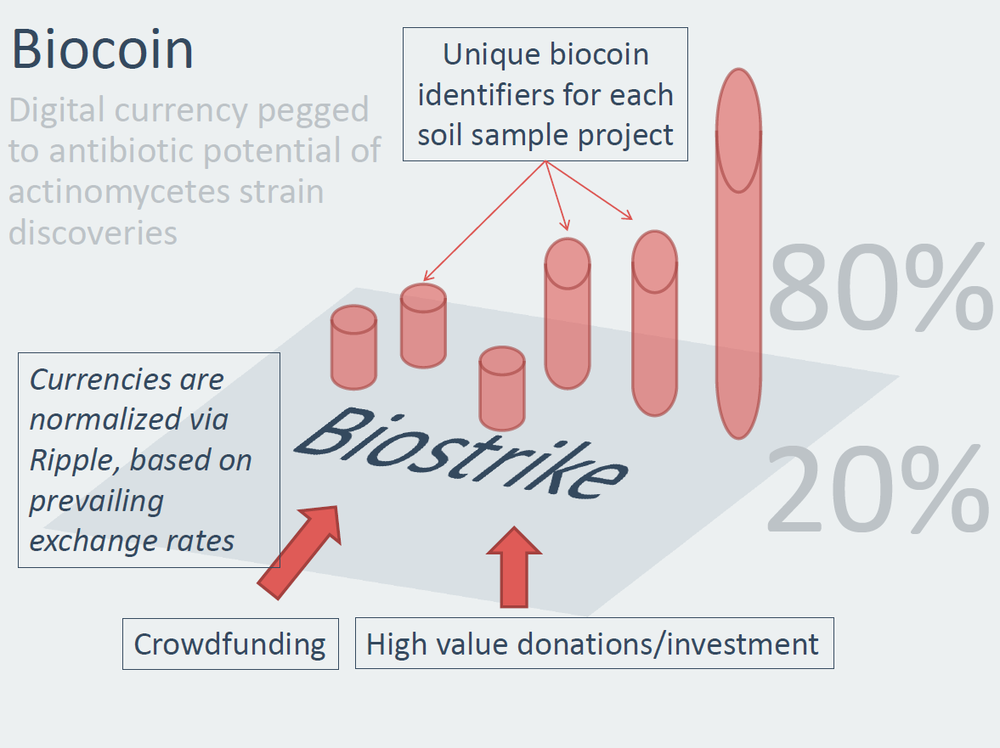 Biocoin
Digital currency pegged
to antibiotic potential of
actinomycetes strain
discoveries
Unique biocoin
identifiers for each
soil sample project
80%
20%
Currencies are
normalized via
Ripple, based on
prevailing
exchange rates
Biostrike
Crowdfunding
High value donations/investment